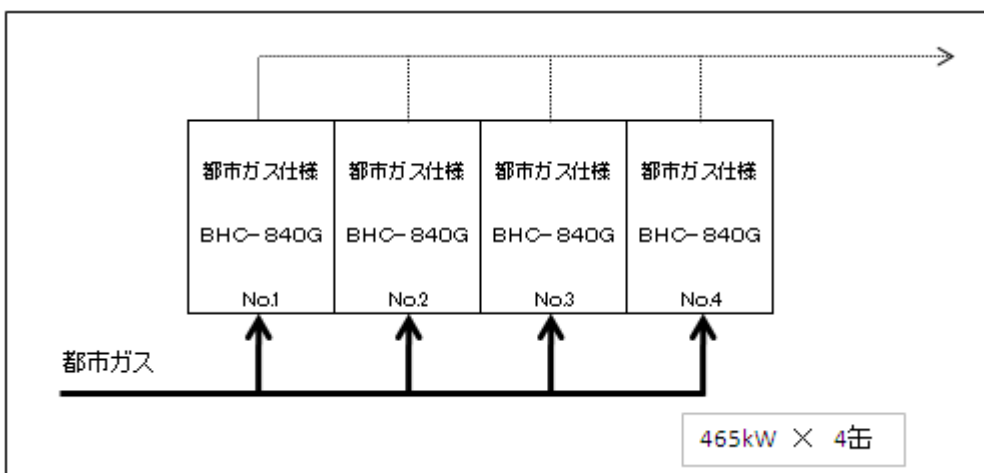 都市ガス仕様 都市ガス仕様 都市ガス仕様 都市ガス仕様
BHC-840G BHC-840G BHC-840G BHC-840G
No.1 No.2 No.3 No.4
都市ガス
465kW × 4缶